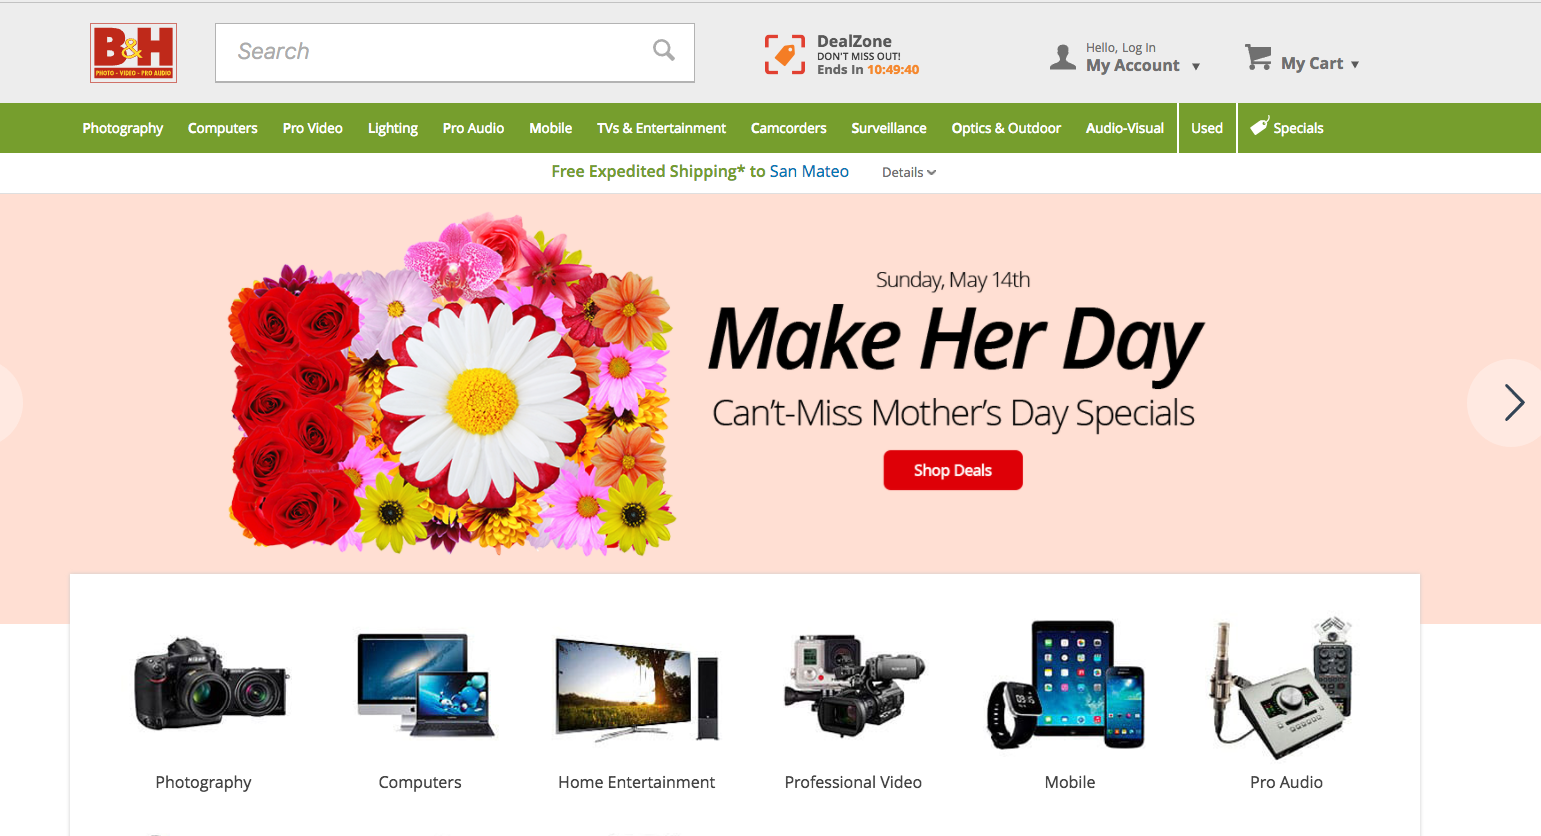 B&H
PHOTO - VIDEO - PRO AUDIO
Search
DealZone
DON'T MISS OUT!
Ends In 10:49:40
Hello, Log In
My Account
My Cart
Photography Computers Pro Video Lighting Pro Audio Mobile TVs & Entertainment Camcorders Surveillance Optics & Outdoor Audio-Visual Used Specials
Free Expedited Shipping* to San Mateo Details
Sunday, May 14th
Make Her Day
Can't-Miss Mother's Day Specials
Shop Deals
Nikon
Photography Computers Home Entertainment Professional Video Mobile Pro Audio